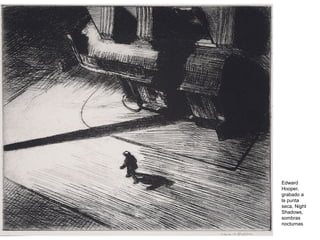 Edward
Hooper,
grabado a
la punta
seca, Night
Shadows,
sombras
nocturnas